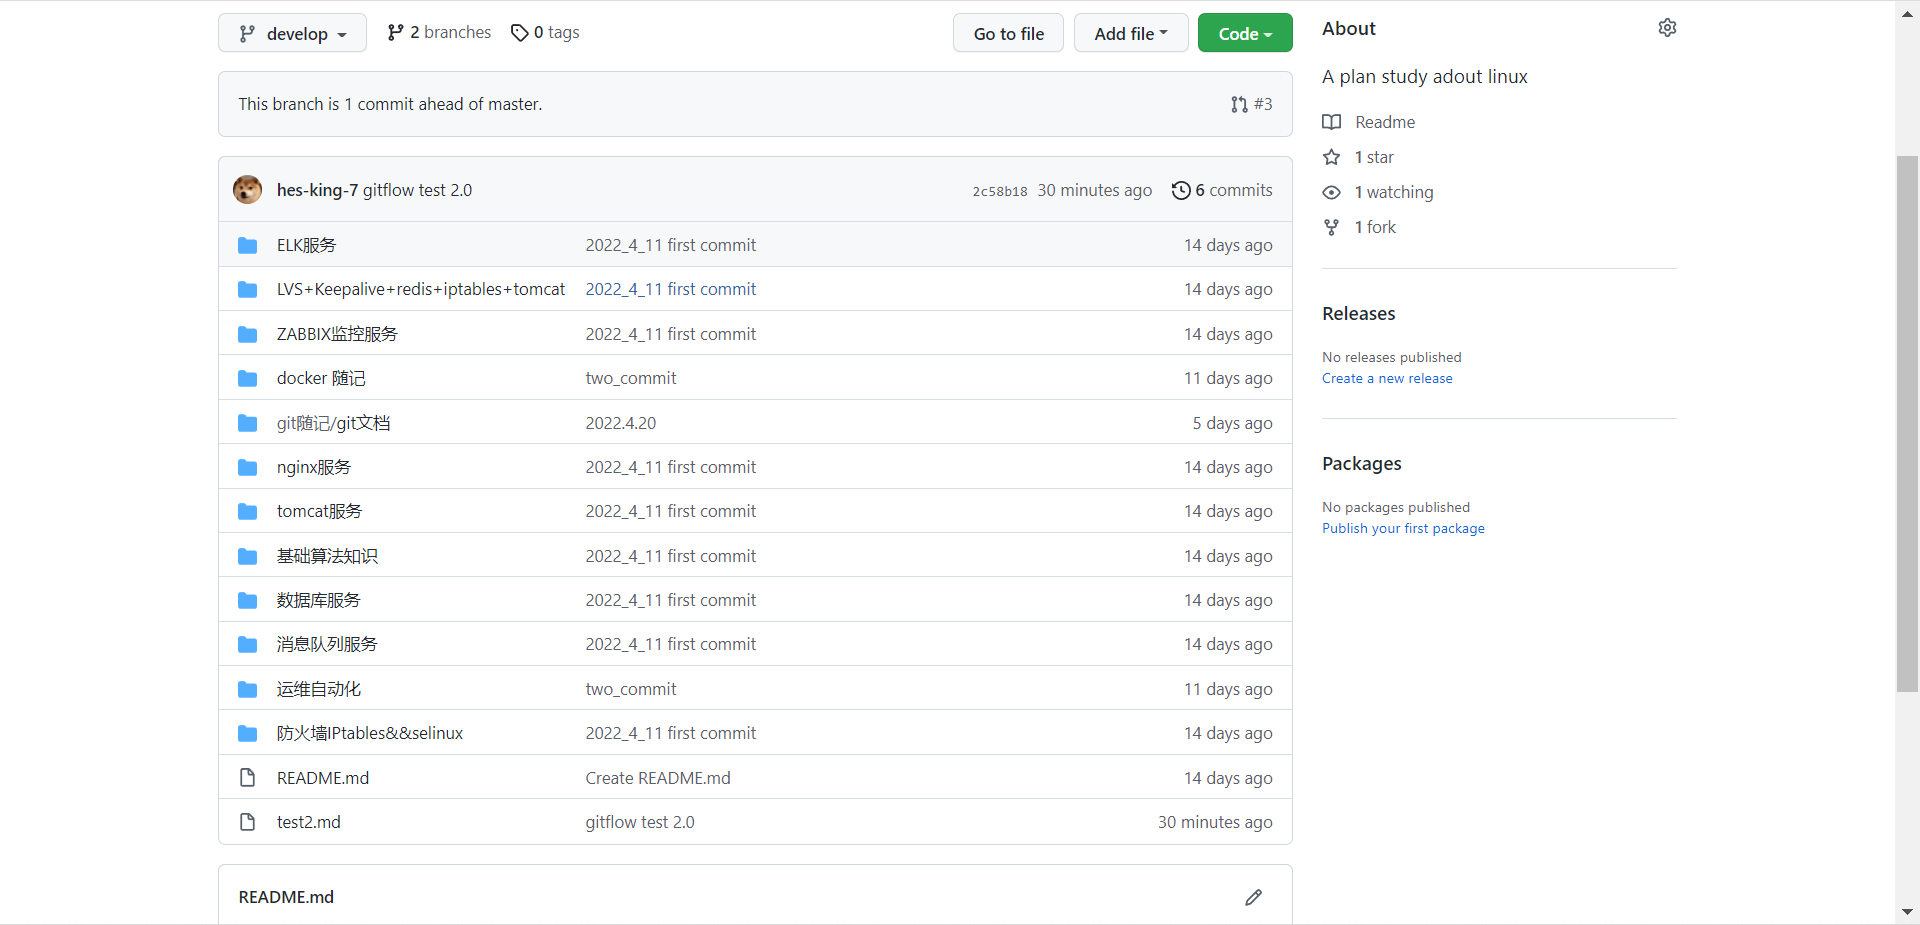 develop 2 branches 0 tags Go to file Add file Code
This branch is 1 commit ahead of master. #3
hes-king-7 gitflow test 2.0 2c58b18 30 minutes ago 6 commits
ELK服务 2022_4_11 first commit 14 days ago
LVS+Keepalive+redis+iptables+tomcat 2022_4_11 first commit 14 days ago
ZABBIX监控服务 2022_4_11 first commit 14 days ago
docker 随记 two_commit 11 days ago
git随记/git文档 2022.4.20 5 days ago
nginx服务 2022_4_11 first commit 14 days ago
tomcat服务 2022_4_11 first commit 14 days ago
基础算法知识 2022_4_11 first commit 14 days ago
数据库服务 2022_4_11 first commit 14 days ago
消息队列服务 2022_4_11 first commit 14 days ago
运维自动化 two_commit 11 days ago
防火墙IPtables&&selinux 2022_4_11 first commit 14 days ago
README.md Create README.md 14 days ago
test2.md gitflow test 2.0 30 minutes ago
README.md
About
A plan study adout linux
Readme
1 star
1 watching
1 fork
Releases
No releases published
Create a new release
Packages
No packages published
Publish your first package